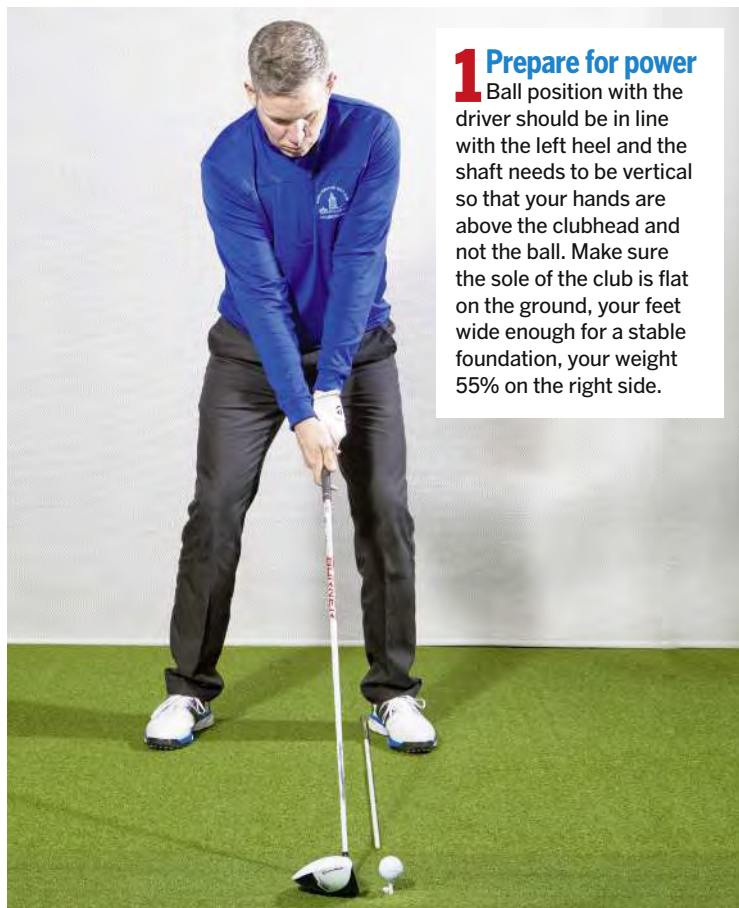 1 Prepare for power
Ball position with the
driver should be in line
with the left heel and the
shaft needs to be vertical
so that your hands are
above the clubhead and
not the ball. Make sure
the sole of the club is flat
on the ground, your feet
wide enough for a stable
foundation, your weight
55% on the right side.
BURNER